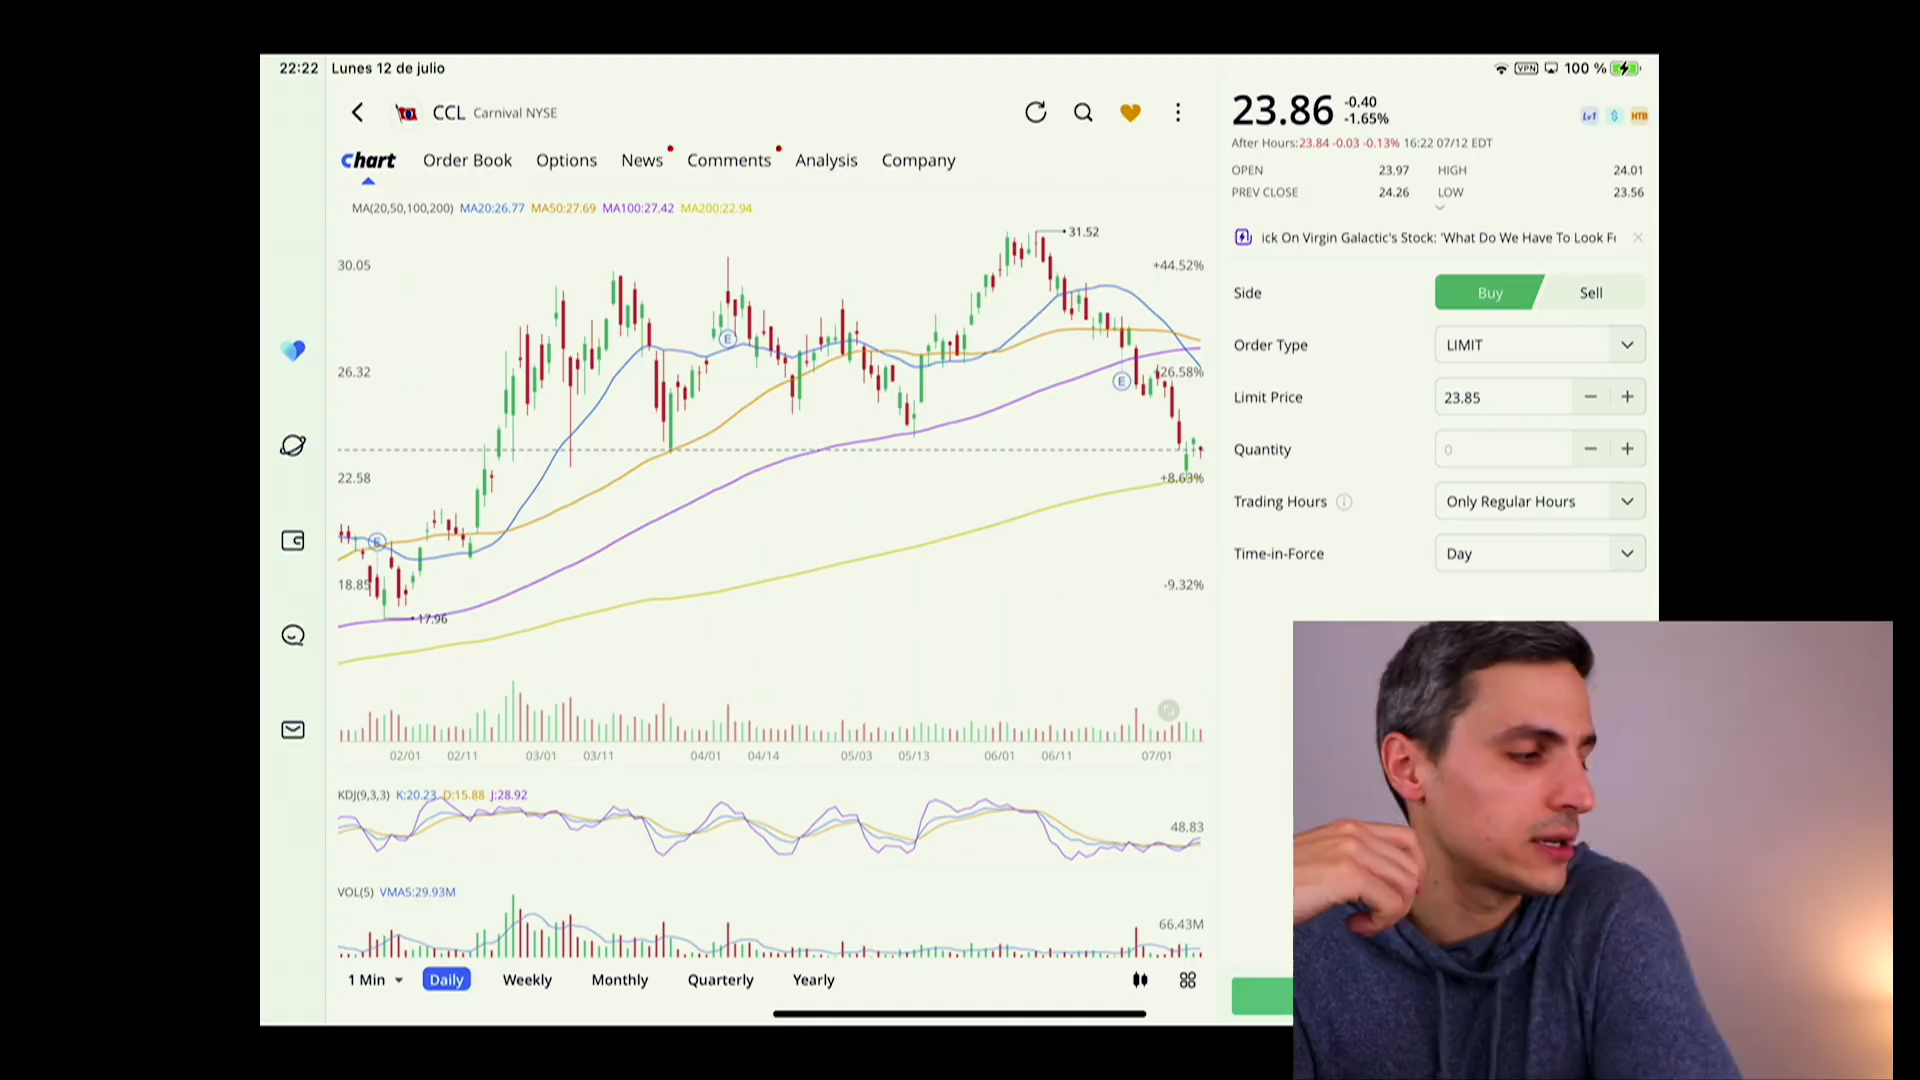 22:22 Lunes 12 de julio
VPN 100 %
CCL Carnival NYSE
Chart Order Book Options News Comments Analysis Company
MA(20,50,100,200) MA20:26.77 MA50:27.69 MA100:27.42 MA200:22.94
31.52
30.05 +44.52%
E
26.32 +26.58%
E
22.58 +8.63%
E
18.85 -9.32%
17.96
02/01 02/11 03/01 03/11 04/01 04/14 05/03 05/13 06/01 06/11 07/01
KDJ(9,3,3) K:20.23 D:15.88 J:28.92
48.83
VOL(5) VMA5:29.93M
66.43M
1 Min Daily Weekly Monthly Quarterly Yearly
23.86 -0.40
-1.65%
Lv1 $ HTB
After Hours:23.84 -0.03 -0.13% 16:22 07/12 EDT
OPEN 23.97 HIGH 24.01
PREV CLOSE 24.26 LOW 23.56
ick On Virgin Galactic's Stock: 'What Do We Have To Look
Side Buy Sell
Order Type LIMIT
Limit Price 23.85 − +
Quantity 0 − +
Trading Hours Only Regular Hours
Time-in-Force Day